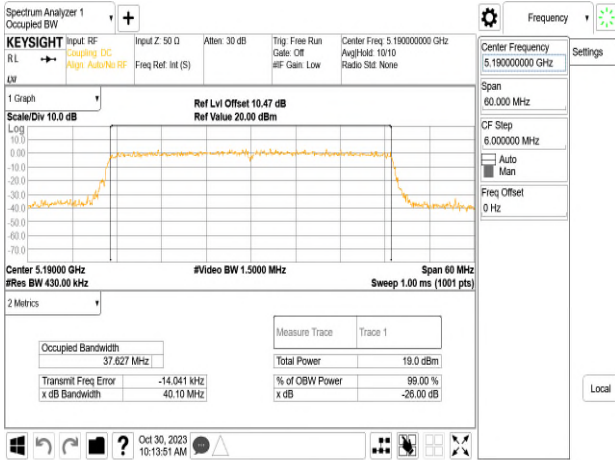 Spectrum Analyzer 1
Occupied BW
KEYSIGHT
RL
Input: RF
Coupling: DC
Align: Auto/No RF
Input Z: 50 Ω
Freq Ref: Int (S)
Atten: 30 dB
Trig: Free Run
Gate: Off
#IF Gain: Low
Center Freq: 5.190000000 GHz
Avg|Hold: 10/10
Radio Std: None
1 Graph
Scale/Div 10.0 dB
Ref Lvl Offset 10.47 dB
Ref Value 20.00 dBm
Log
10.0
0.00
-10.0
-20.0
-30.0
-40.0
-50.0
-60.0
-70.0
Center 5.19000 GHz
#Res BW 430.00 kHz
#Video BW 1.5000 MHz
Span 60 MHz
Sweep 1.00 ms (1001 pts)
2 Metrics
Measure Trace
Trace 1
Occupied Bandwidth
37.627 MHz
Total Power
19.0 dBm
Transmit Freq Error
-14.041 kHz
% of OBW Power
99.00 %
x dB Bandwidth
40.10 MHz
x dB
-26.00 dB
Oct 30, 2023
10:13:51 AM
Frequency
Center Frequency
5.190000000 GHz
Settings
Span
60.000 MHz
CF Step
6.000000 MHz
Auto
Man
Freq Offset
0 Hz
Local